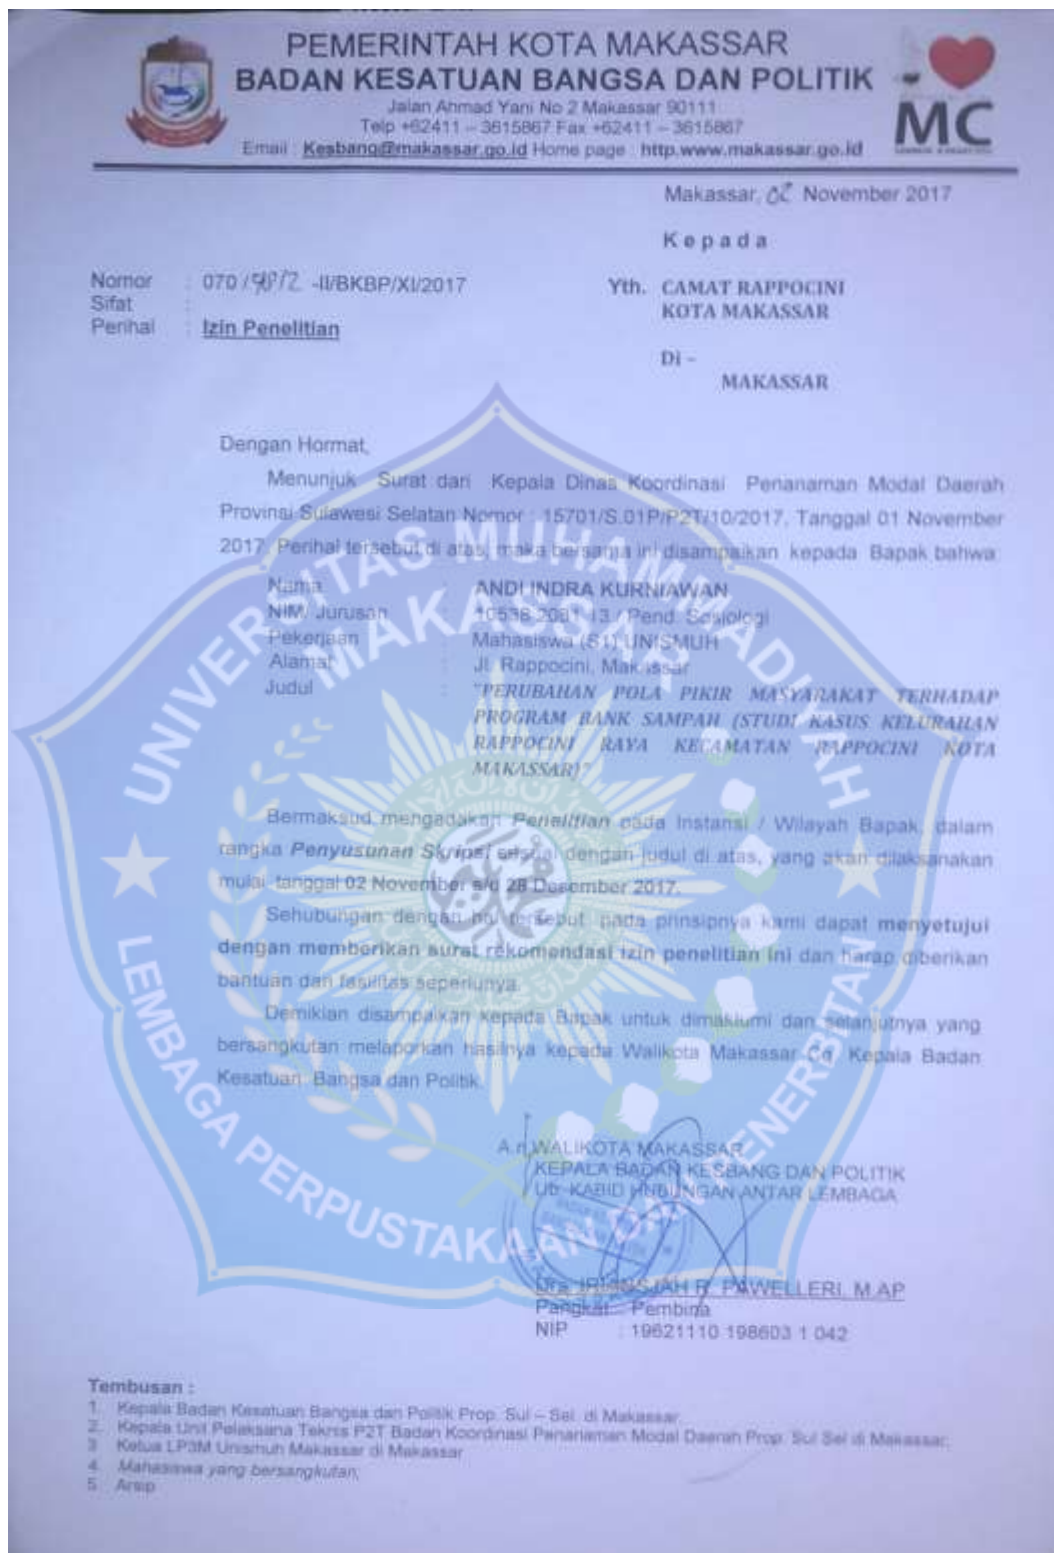 PEMERINTAH KOTA MAKASSAR
BADAN KESATUAN BANGSA DAN POLITIK
Jalan Ahmad Yani No 2 Makassar 90111
Telp +62411 – 3615867 Fax +62411 – 3615867
Email : Kesbang@makassar.go.id Home page : http.www.makassar.go.id
MC
Makassar, 02 November 2017
Kepada
Nomor : 070 / -II/BKBP/XI/2017
Sifat :
Perihal : Izin Penelitian
Yth. CAMAT RAPPOCINI
KOTA MAKASSAR
Di –
MAKASSAR
Dengan Hormat,
Menunjuk Surat dari Kepala Dinas Koordinasi Penanaman Modal Daerah
Provinsi Sulawesi Selatan Nomor : 15701/S.01P/P2T/10/2017, Tanggal 01 November
2017, Perihal tersebut di atas, maka bersama ini disampaikan kepada Bapak bahwa:
Nama : ANDI INDRA KURNIAWAN
NIM/ Jurusan : 10538 2081 13 / Pend. Sosiologi
Pekerjaan : Mahasiswa (S1) UNISMUH
Alamat : Jl. Rappocini, Makassar
Judul : "PERUBAHAN POLA PIKIR MASYARAKAT TERHADAP
PROGRAM BANK SAMPAH (STUDI KASUS KELURAHAN
RAPPOCINI RAYA KECAMATAN RAPPOCINI KOTA
MAKASSAR)"
Bermaksud mengadakan Penelitian pada Instansi / Wilayah Bapak, dalam
rangka Penyusunan Skripsi sesuai dengan judul di atas, yang akan dilaksanakan
mulai tanggal 02 November s/d 28 Desember 2017.
Sehubungan dengan hal tersebut, pada prinsipnya kami dapat menyetujui
dengan memberikan surat rekomendasi izin penelitian ini dan harap diberikan
bantuan dan fasilitas seperlunya.
Demikian disampaikan kepada Bapak untuk dimaklumi dan selanjutnya yang
bersangkutan melaporkan hasilnya kepada Walikota Makassar Cq. Kepala Badan
Kesatuan Bangsa dan Politik.
A.n. WALIKOTA MAKASSAR
KEPALA BADAN KESBANG DAN POLITIK
Ub. KABID HUBUNGAN ANTAR LEMBAGA
Drs. IRIANSJAH R. PAWELLERI, M.AP
Pangkat : Pembina
NIP : 19621110 198603 1 042
Tembusan :
1. Kepala Badan Kesatuan Bangsa dan Politik Prop. Sul – Sel. di Makassar;
2. Kepala Unit Pelaksana Teknis P2T Badan Koordinasi Penanaman Modal Daerah Prop. Sul Sel di Makassar;
3 Ketua LP3M Unismuh Makassar di Makassar
4. Mahasiswa yang bersangkutan;
5. Arsip
UNIVERSITAS MUHAMMADIYAH
MAKASSAR
LEMBAGA PERPUSTAKAAN DAN PENERBITAN